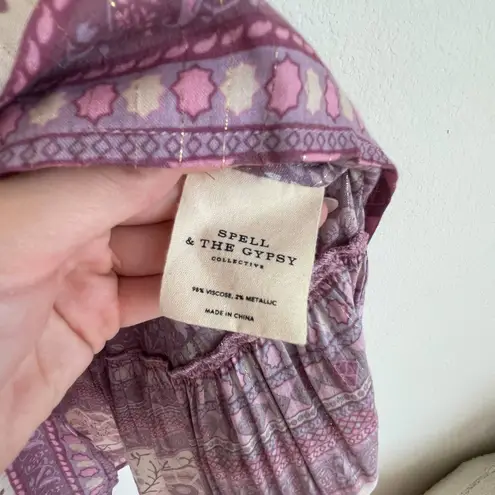 SPELL
& THE GYPSY
COLLECTIVE
98% VISCOSE, 2% METALLIC
MADE IN CHINA